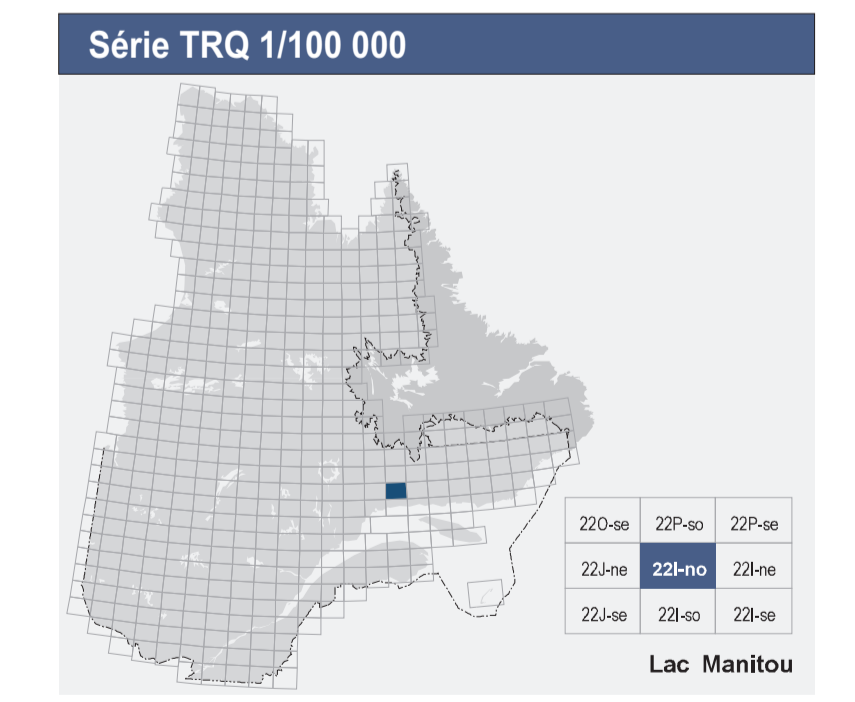 Série TRQ 1/100 000
22O-se 22P-so 22P-se
22J-ne 22I-no 22I-ne
22J-se 22I-so 22I-se
Lac Manitou